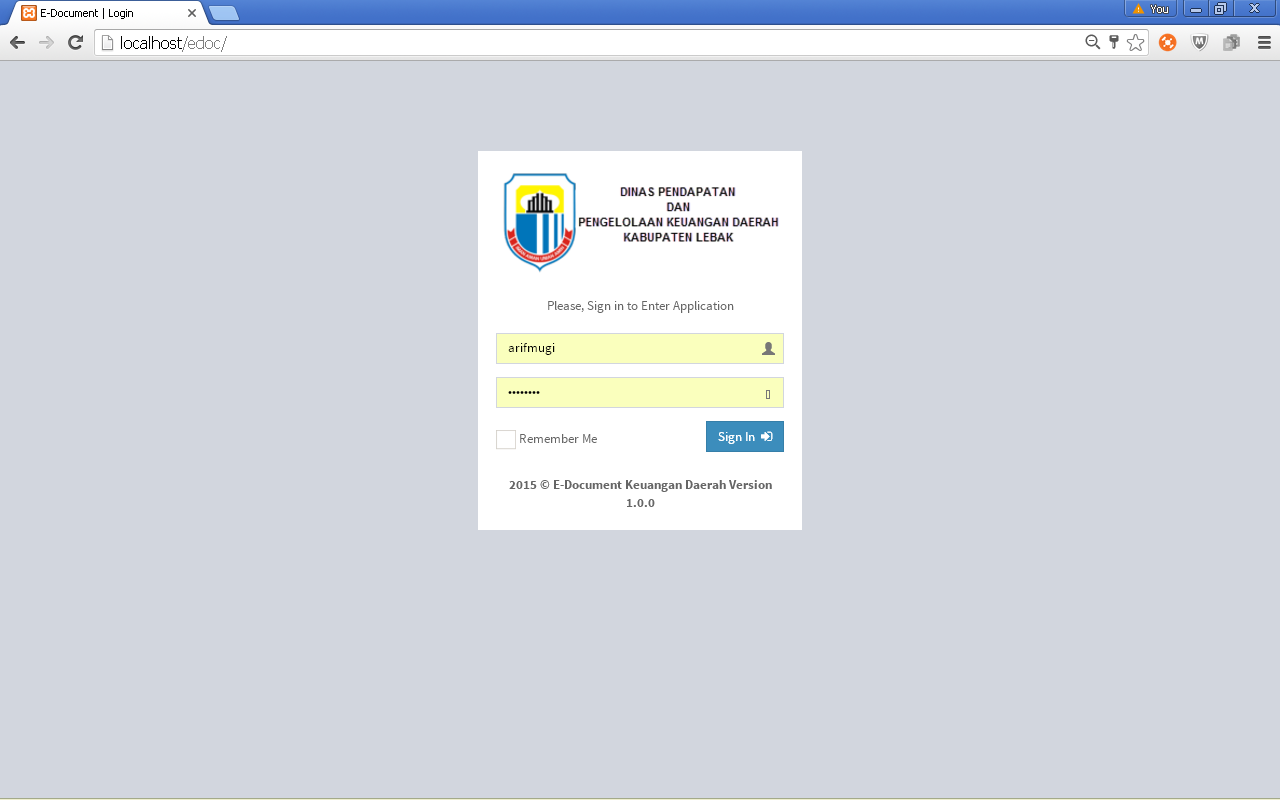 E-Document | Login
You
localhost/edoc/
DINAS PENDAPATAN
DAN
PENGELOLAAN KEUANGAN DAERAH
KABUPATEN LEBAK
Please, Sign in to Enter Application
arifmugi
••••••••
Remember Me
Sign In
2015 © E-Document Keuangan Daerah Version
1.0.0